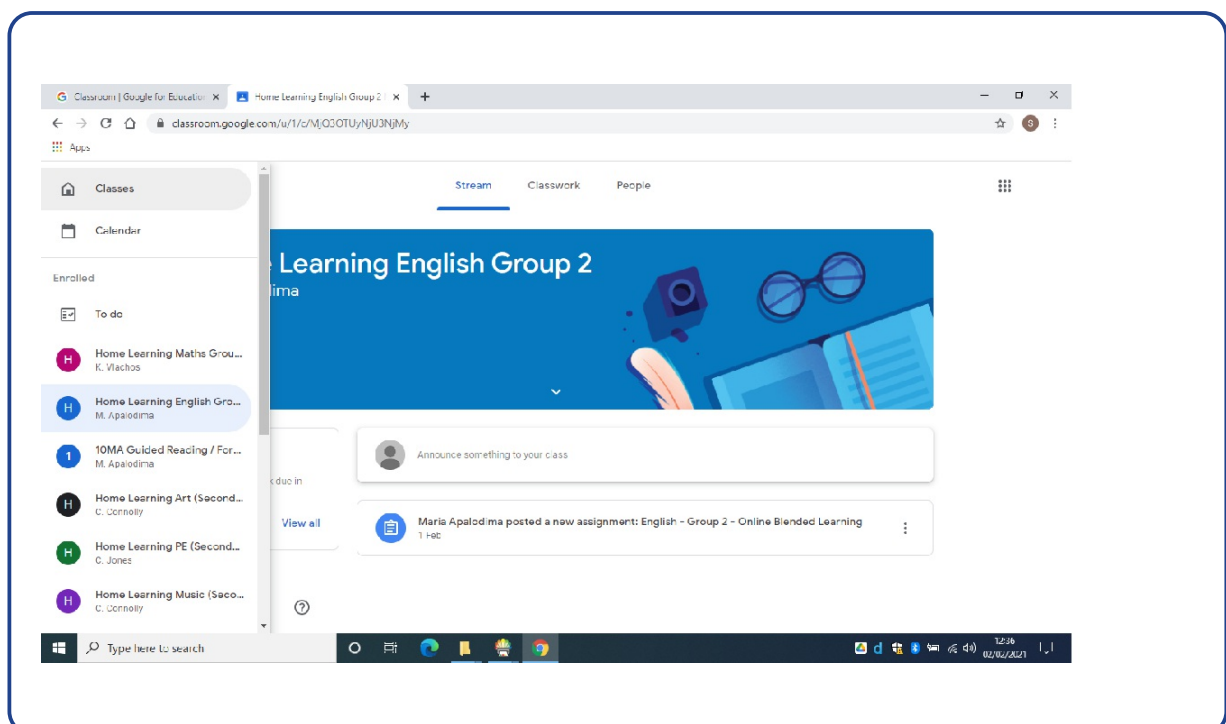 Classroom | Google for Education
Home Learning English Group 2
classroom.google.com/u/1/c/MjQ3OTUyNjU3NjMy
S
Apps
Classes
Calendar
Enrolled
To do
H
Home Learning Maths Grou...
K. Vlachos
H
Home Learning English Gro...
M. Apalodima
1
10MA Guided Reading / For...
M. Apalodima
H
Home Learning Art (Second...
C. Connolly
H
Home Learning PE (Second...
C. Jones
H
Home Learning Music (Seco...
C. Connolly
Stream Classwork People
Learning English Group 2
dima
due in
View all
Announce something to your class
Maria Apalodima posted a new assignment: English - Group 2 - Online Blended Learning
1 Feb
Type here to search
12:36
02/02/2021